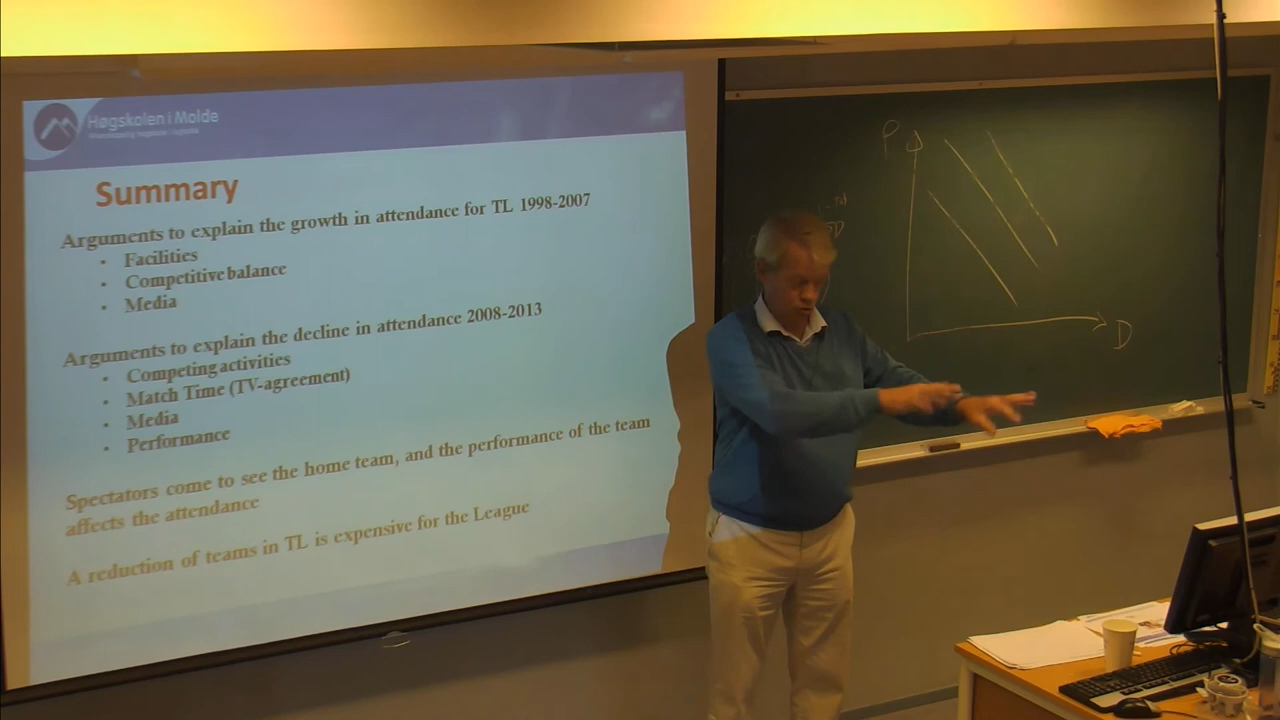 Høgskolen i Molde
Summary
Arguments to explain the growth in attendance for TL 1998-2007
• Facilities
• Competitive balance
• Media
Arguments to explain the decline in attendance 2008-2013
• Competing activities
• Match Time (TV-agreement)
• Media
• Performance
Spectators come to see the home team, and the performance of the team
affects the attendance
A reduction of teams in TL is expensive for the League
P
D